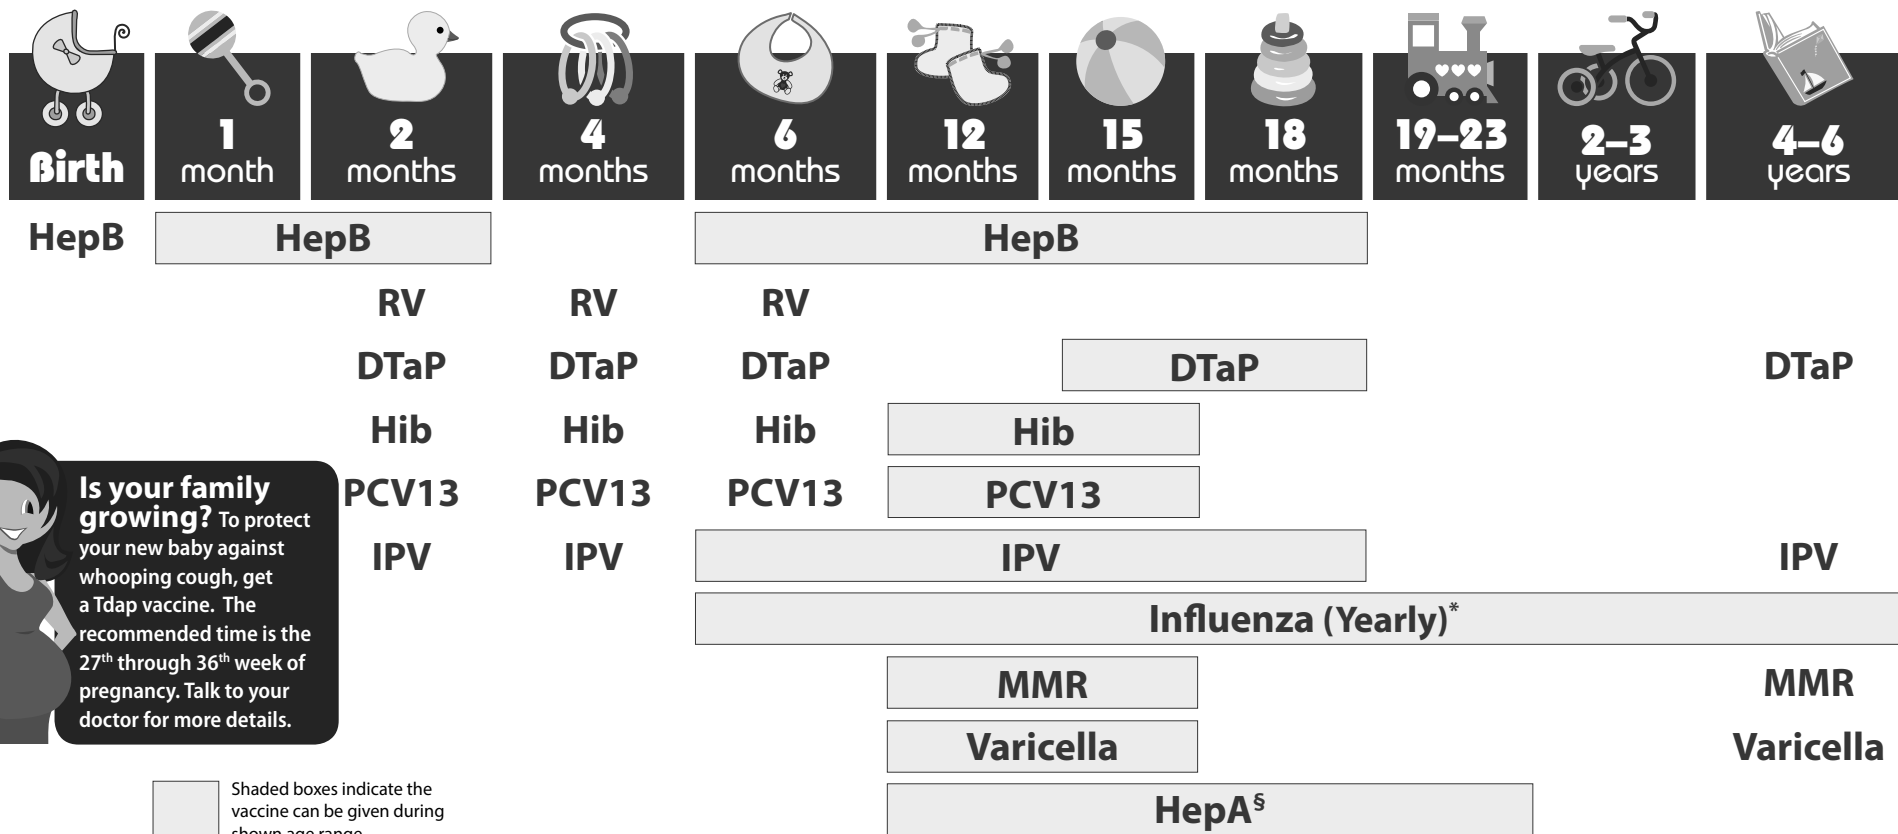 Birth
1
month
2
months
4
months
6
months
12
months
15
months
18
months
19–23
months
2–3
years
4–6
years
HepB HepB HepB
RV RV RV
DTaP DTaP DTaP DTaP DTaP
Hib Hib Hib Hib
PCV13 PCV13 PCV13 PCV13
IPV IPV IPV IPV
Influenza (Yearly)*
MMR MMR
Varicella Varicella
HepA§
Is your family
growing? To protect
your new baby against
whooping cough, get
a Tdap vaccine. The
recommended time is the
27th through 36th week of
pregnancy. Talk to your
doctor for more details.
Shaded boxes indicate the
vaccine can be given during
shown age range.